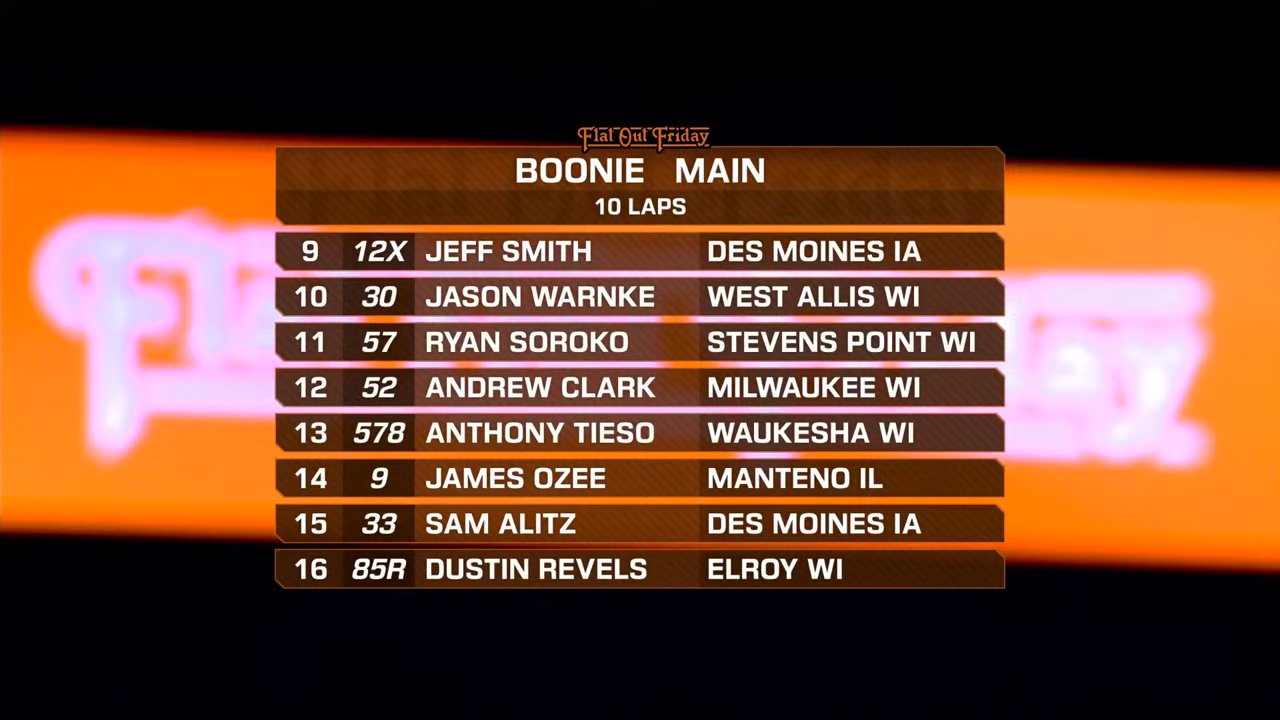 Flat Out Friday
BOONIE MAIN
10 LAPS
9 12X JEFF SMITH DES MOINES IA
10 30 JASON WARNKE WEST ALLIS WI
11 57 RYAN SOROKO STEVENS POINT WI
12 52 ANDREW CLARK MILWAUKEE WI
13 578 ANTHONY TIESO WAUKESHA WI
14 9 JAMES OZEE MANTENO IL
15 33 SAM ALITZ DES MOINES IA
16 85R DUSTIN REVELS ELROY WI